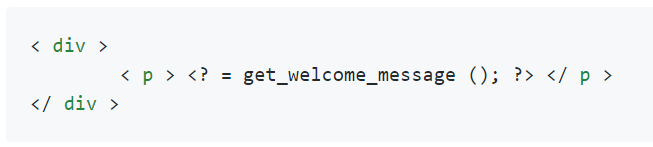 < div >
        < p > <? = get_welcome_message (); ?> </ p >
</ div >